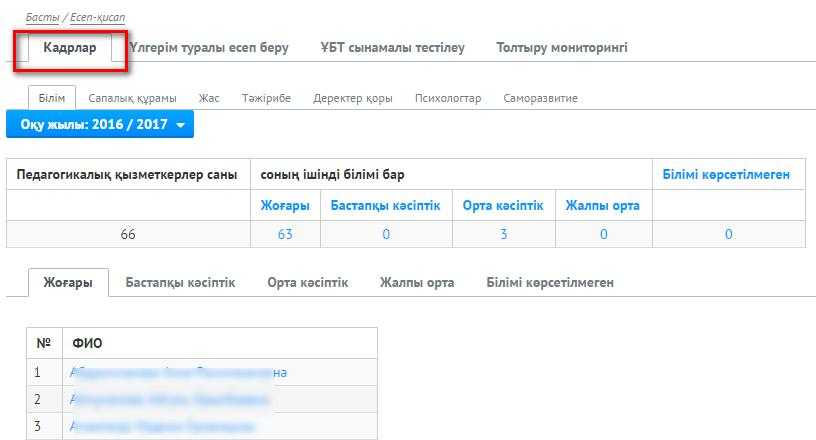 Басты / Есеп-қисап
Кадрлар Үлгерім туралы есеп беру ҰБТ сынамалы тестілеу Толтыру мониторингі
Білім Сапалық құрамы Жас Тәжірибе Деректер қоры Психологтар Саморазвитие
Оқу жылы: 2016 / 2017
Педагогикалық қызметкерлер саны соның ішінді білімі бар Білімі көрсетілмеген
Жоғары Бастапқы кәсіптік Орта кәсіптік Жалпы орта
66 63 0 3 0 0
Жоғары Бастапқы кәсіптік Орта кәсіптік Жалпы орта Білімі көрсетілмеген
№ ФИО
1
2
3